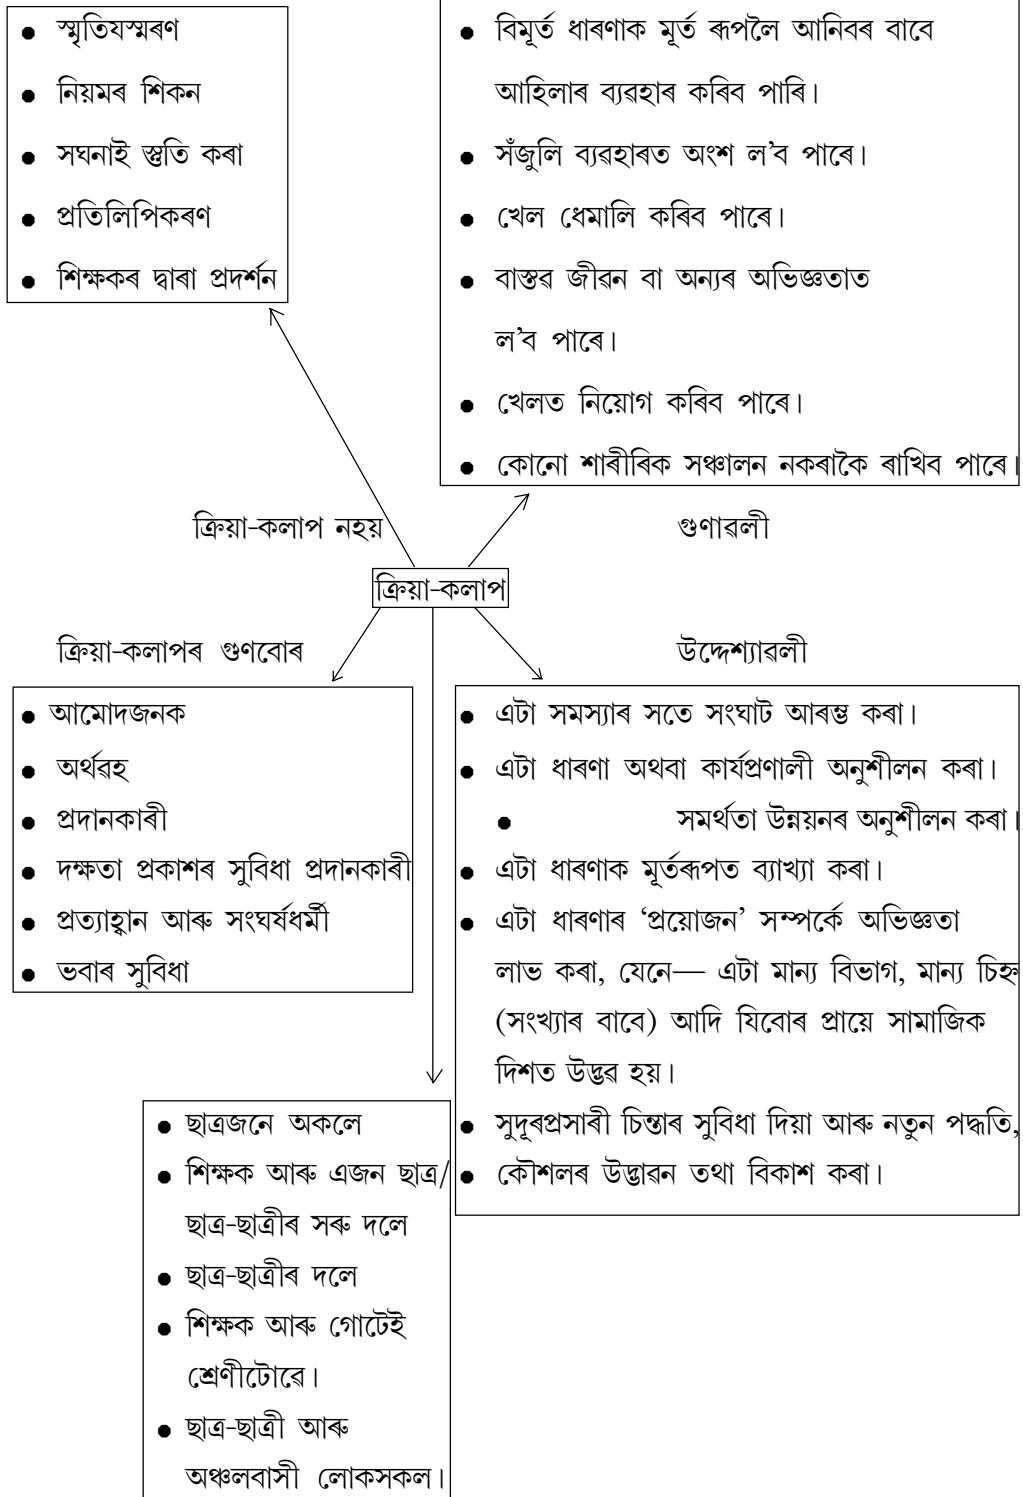 • স্মৃতিযস্মৰণ
• নিয়মৰ শিকন
• সঘনাই স্তুতি কৰা
• প্ৰতিলিপিকৰণ
• শিক্ষকৰ দ্বাৰা প্ৰদৰ্শন
• বিমূৰ্ত ধাৰণাক মূৰ্ত ৰূপলৈ আনিবৰ বাবে
আহিলাৰ ব্যৱহাৰ কৰিব পাৰি।
• সঁজুলি ব্যৱহাৰত অংশ ল’ব পাৰে।
• খেল ধেমালি কৰিব পাৰে।
• বাস্তৱ জীৱন বা অন্যৰ অভিজ্ঞতাত
ল’ব পাৰে।
• খেলত নিয়োগ কৰিব পাৰে।
• কোনো শাৰীৰিক সঞ্চালন নকৰাকৈ ৰাখিব পাৰে।
ক্ৰিয়া-কলাপ নহয়
গুণাৱলী
ক্ৰিয়া-কলাপ
ক্ৰিয়া-কলাপৰ গুণবোৰ
উদ্দেশ্যাৱলী
• আমোদজনক
• অৰ্থৱহ
• প্ৰদানকাৰী
• দক্ষতা প্ৰকাশৰ সুবিধা প্ৰদানকাৰী
• প্ৰত্যাহ্বান আৰু সংঘৰ্ষধৰ্মী
• ভবাৰ সুবিধা
• এটা সমস্যাৰ সতে সংঘাট আৰম্ভ কৰা।
• এটা ধাৰণা অথবা কাৰ্যপ্ৰণালী অনুশীলন কৰা।
• সমৰ্থতা উন্নয়নৰ অনুশীলন কৰা।
• এটা ধাৰণাক মূৰ্তৰূপত ব্যাখ্যা কৰা।
• এটা ধাৰণাৰ ‘প্ৰয়োজন’ সম্পৰ্কে অভিজ্ঞতা
লাভ কৰা, যেনে— এটা মান্য বিভাগ, মান্য চিহ্ন
(সংখ্যাৰ বাবে) আদি যিবোৰ প্ৰায়ে সামাজিক
দিশত উদ্ভৱ হয়।
• সুদূৰপ্ৰসাৰী চিন্তাৰ সুবিধা দিয়া আৰু নতুন পদ্ধতি,
• কৌশলৰ উদ্ভাৱন তথা বিকাশ কৰা।
• ছাত্ৰজনে অকলে
• শিক্ষক আৰু এজন ছাত্ৰ/
ছাত্ৰ-ছাত্ৰীৰ সৰু দলে
• ছাত্ৰ-ছাত্ৰীৰ দলে
• শিক্ষক আৰু গোটেই
শ্ৰেণীটোৱে।
• ছাত্ৰ-ছাত্ৰী আৰু
অঞ্চলবাসী লোকসকল।